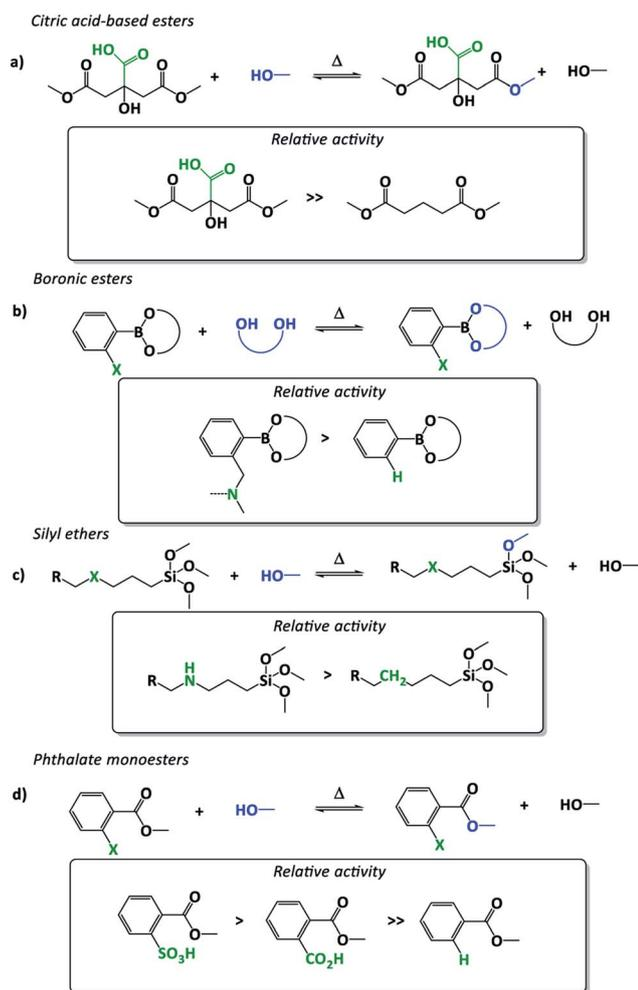 Citric acid-based esters
a)
HO O O O O O OH + HO Δ HO O O O O O OH + HO
Relative activity
HO O O O O O OH >> O O O O
Boronic esters
b)
B O O X + OH OH Δ B O O X + OH OH
Relative activity
B O O N > B O O H
Silyl ethers
c)
R X Si O O O + HO Δ R X Si O O O + HO
Relative activity
R H N Si O O O > R CH2 Si O O O
Phthalate monoesters
d)
O O X + HO Δ O O X + HO
Relative activity
O O SO3H > O O CO2H >> O O H